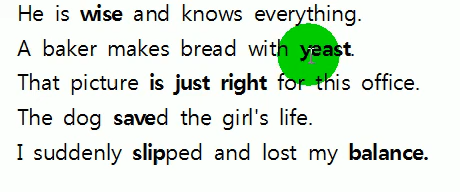 He is wise and knows everything.
A baker makes bread with yeast.
That picture is just right for this office.
The dog saved the girl's life.
I suddenly slipped and lost my balance.